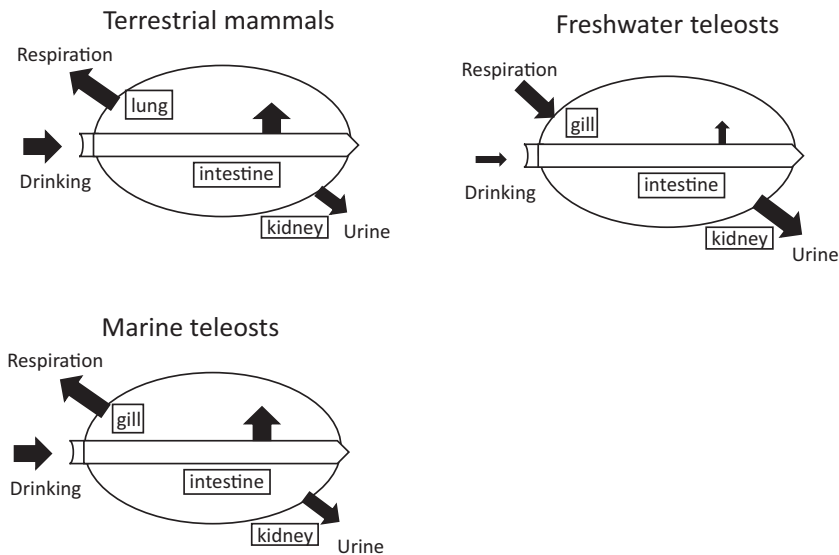 Terrestrial mammals
Respiration
lung
Drinking
intestine
kidney
Urine
Freshwater teleosts
Respiration
gill
Drinking
intestine
kidney
Urine
Marine teleosts
Respiration
gill
Drinking
intestine
kidney
Urine